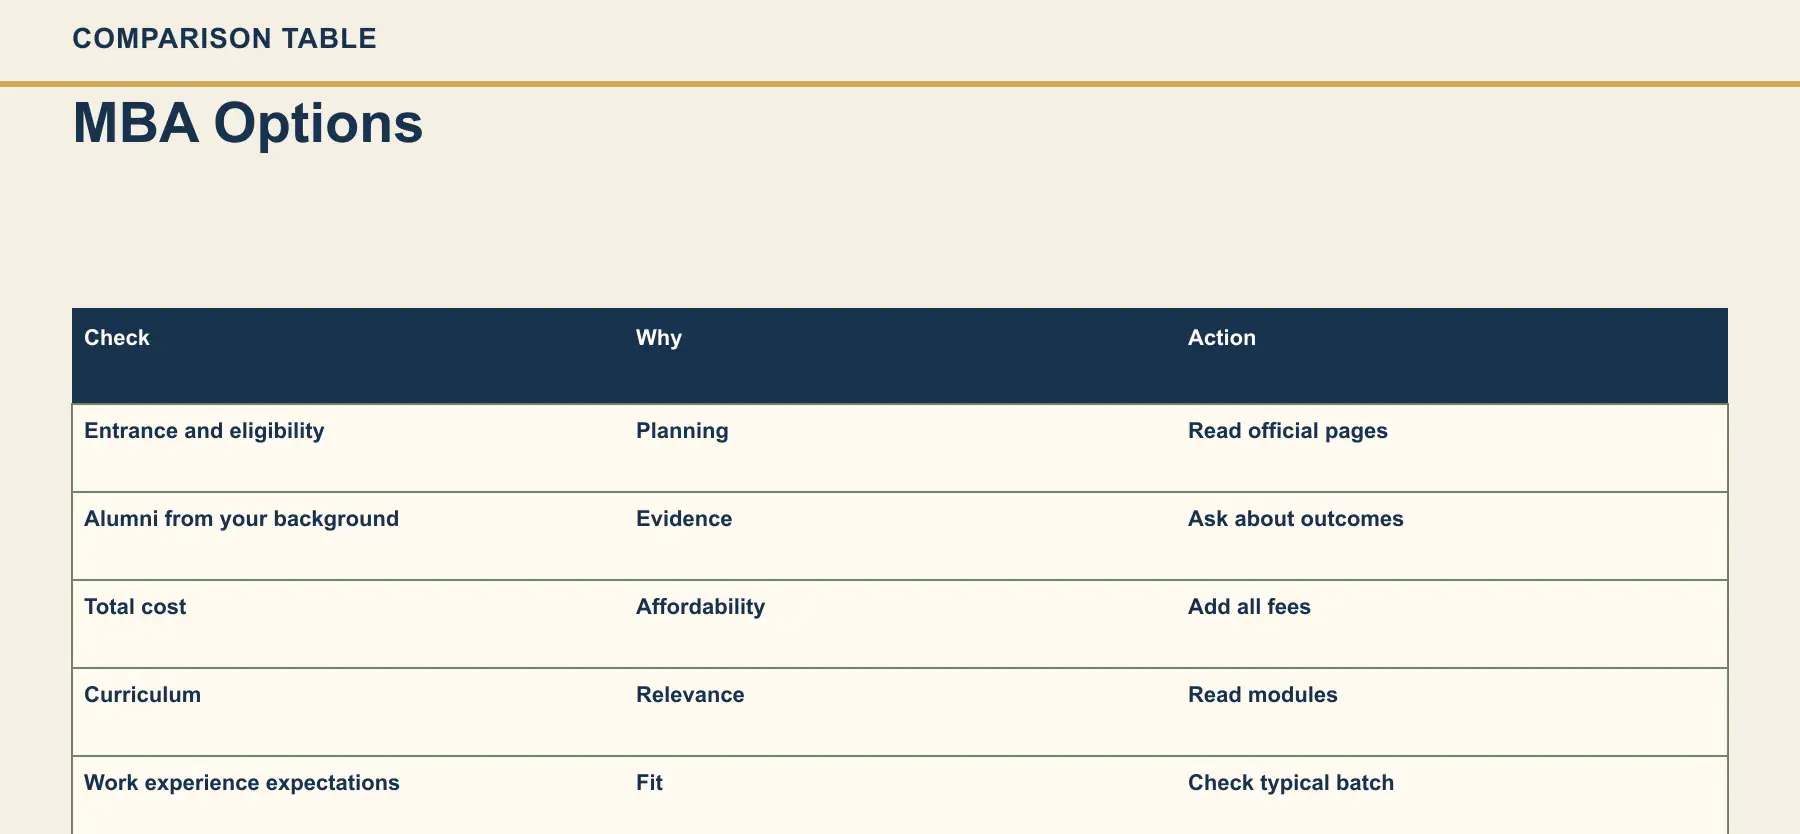 COMPARISON TABLE
MBA Options
Check Why Action
Entrance and eligibility Planning Read official pages
Alumni from your background Evidence Ask about outcomes
Total cost Affordability Add all fees
Curriculum Relevance Read modules
Work experience expectations Fit Check typical batch